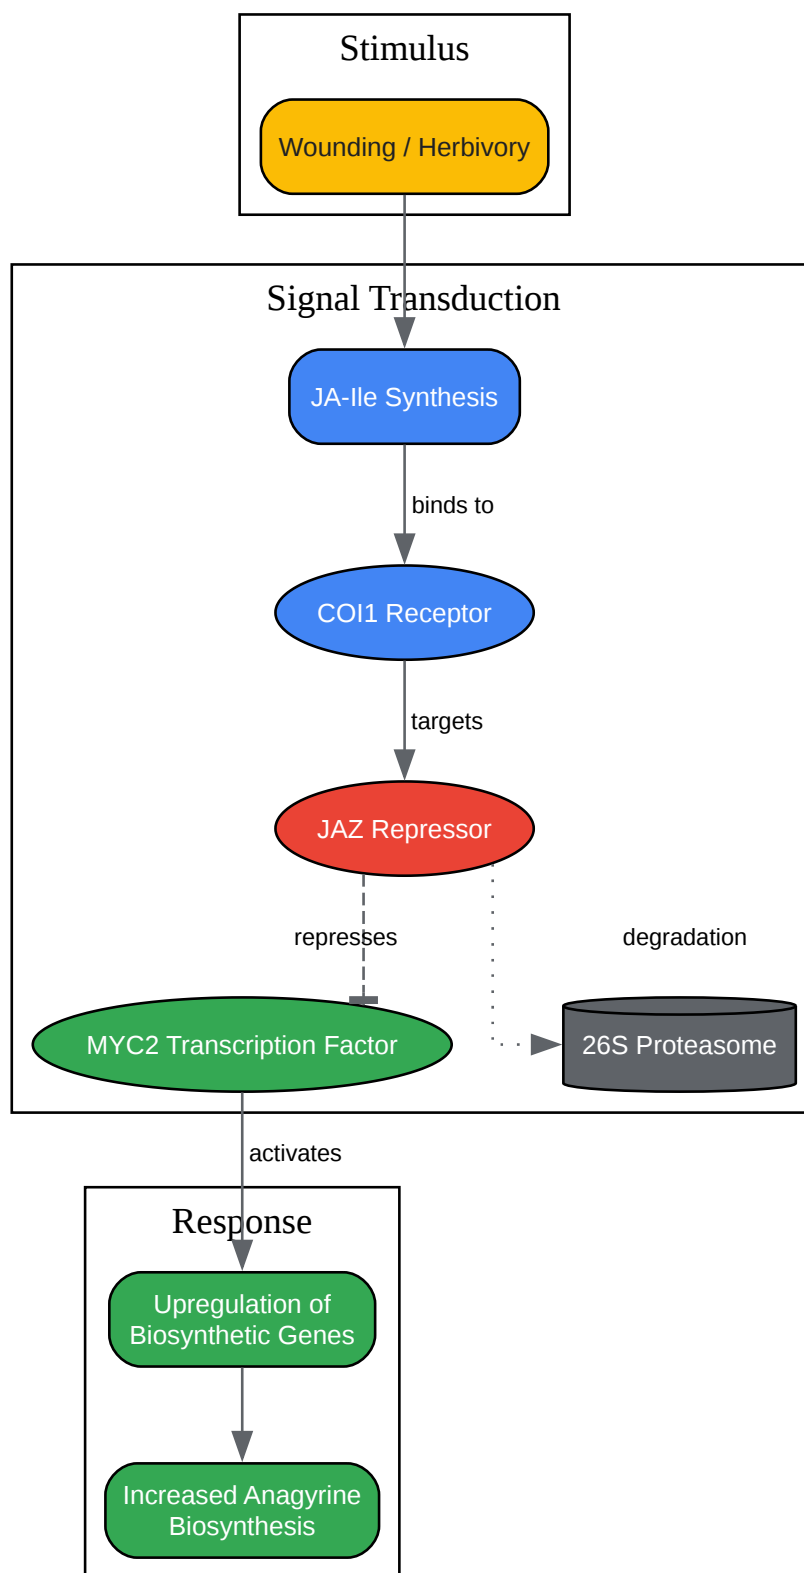 Stimulus
Wounding / Herbivory
Signal Transduction
JA-Ile Synthesis
binds to
COI1 Receptor
targets
JAZ Repressor
represses
degradation
MYC2 Transcription Factor
26S Proteasome
activates
Response
Upregulation of
Biosynthetic Genes
Increased Anagyrine
Biosynthesis